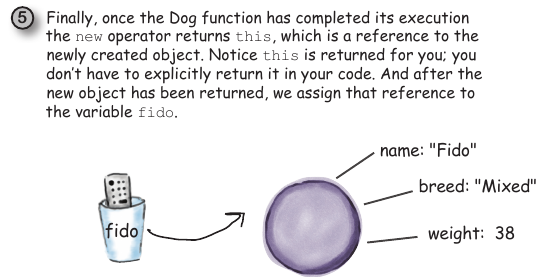 5 Finally, once the Dog function has completed its execution
the new operator returns this, which is a reference to the
newly created object. Notice this is returned for you; you
don't have to explicitly return it in your code. And after the
new object has been returned, we assign that reference to
the variable fido.
name: "Fido"
breed: "Mixed"
fido
weight: 38